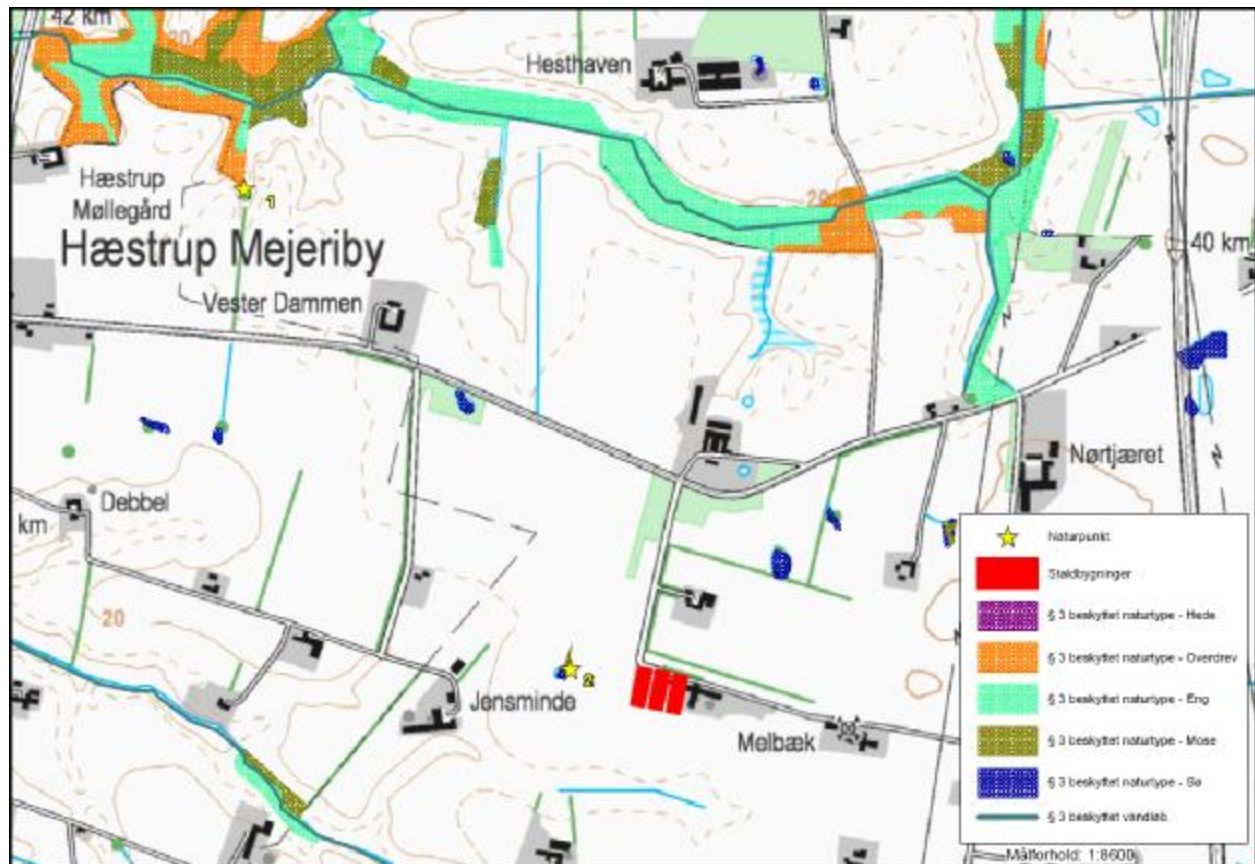 42 km
20
Hesthaven
Hæstrup
Møllegård
1
20
Hæstrup Mejeriby
40 km
Vester Dammen
Nørtjæret
Debbel
km
20
2
Jensminde
Melbæk
Naturpunkt
Staldbygninger
§ 3 beskyttet naturtype - Hede
§ 3 beskyttet naturtype - Overdrev
§ 3 beskyttet naturtype - Eng
§ 3 beskyttet naturtype - Mose
§ 3 beskyttet naturtype - Sø
§ 3 beskyttet vandløb
Målforhold: 1:8600